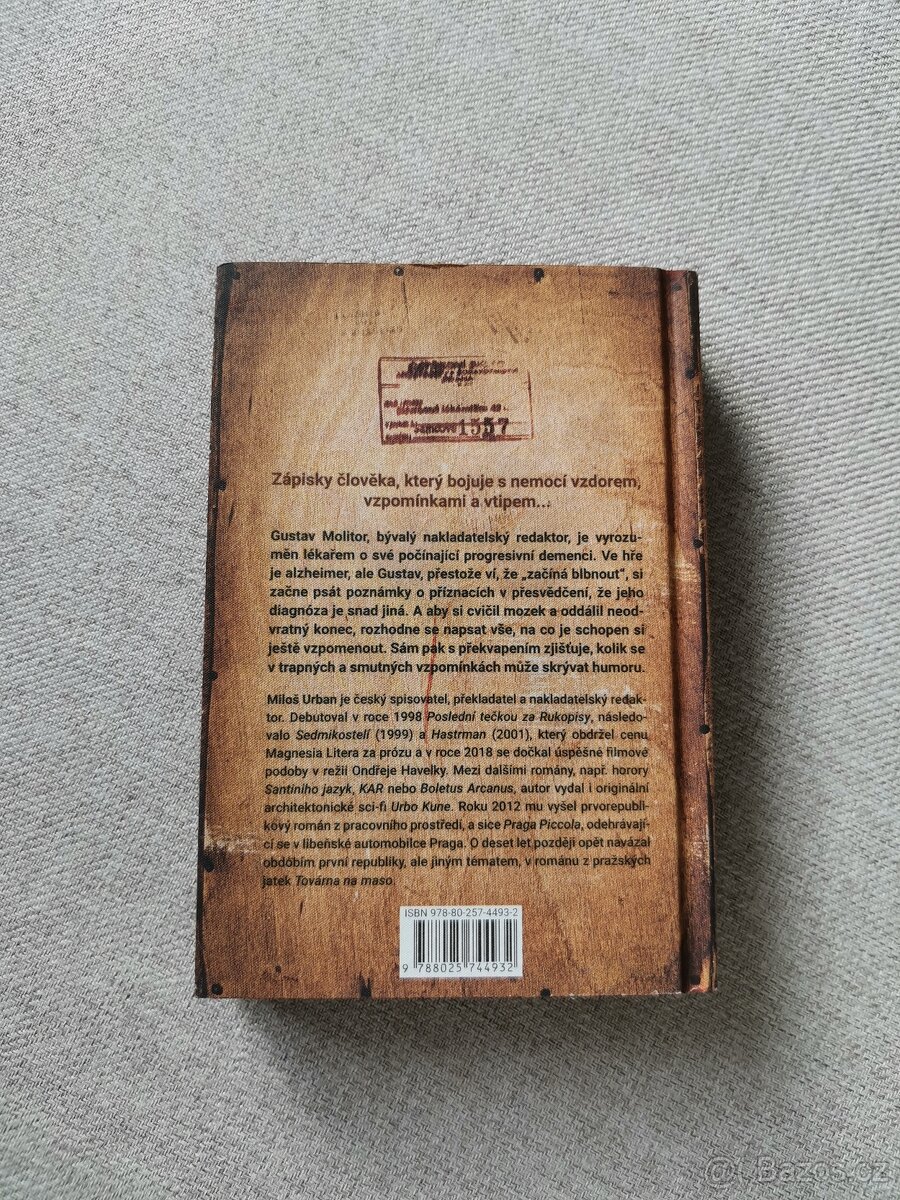 1557
Zápisky člověka, který bojuje s nemocí vzdorem,
vzpomínkami a vtipem...
Gustav Molitor, bývalý nakladatelský redaktor, je vyrozu-
měn lékařem o své počínající progresivní demenci. Ve hře
je alzheimer, ale Gustav, přestože ví, že „začíná blbnout“, si
začne psát poznámky o příznacích v přesvědčení, že jeho
diagnóza je snad jiná. A aby si cvičil mozek a oddálil neod-
vratný konec, rozhodne se napsat vše, na co je schopen si
ještě vzpomenout. Sám pak s překvapením zjišťuje, kolik se
v trapných a smutných vzpomínkách může skrývat humoru.
Miloš Urban je český spisovatel, překladatel a nakladatelský redak-
tor. Debutoval v roce 1998 Poslední tečkou za Rukopisy, následo-
valo Sedmikostelí (1999) a Hastrman (2001), který obdržel cenu
Magnesia Litera za prózu a v roce 2018 se dočkal úspěšné filmové
podoby v režii Ondřeje Havelky. Mezi dalšími romány, např. horory
Santiniho jazyk, KAR nebo Boletus Arcanus, autor vydal i originální
architektonické sci-fi Urbo Kune. Roku 2012 mu vyšel prvorepubli-
kový román z pracovního prostředí, a sice Praga Piccola, odehrávají-
cí se v libeňské automobilce Praga. O deset let později opět navázal
obdobím první republiky, ale jiným tématem, v románu z pražských
jatek Továrna na maso.
ISBN 978-80-257-4493-2
9 788025 744932
@ Bazos.cz